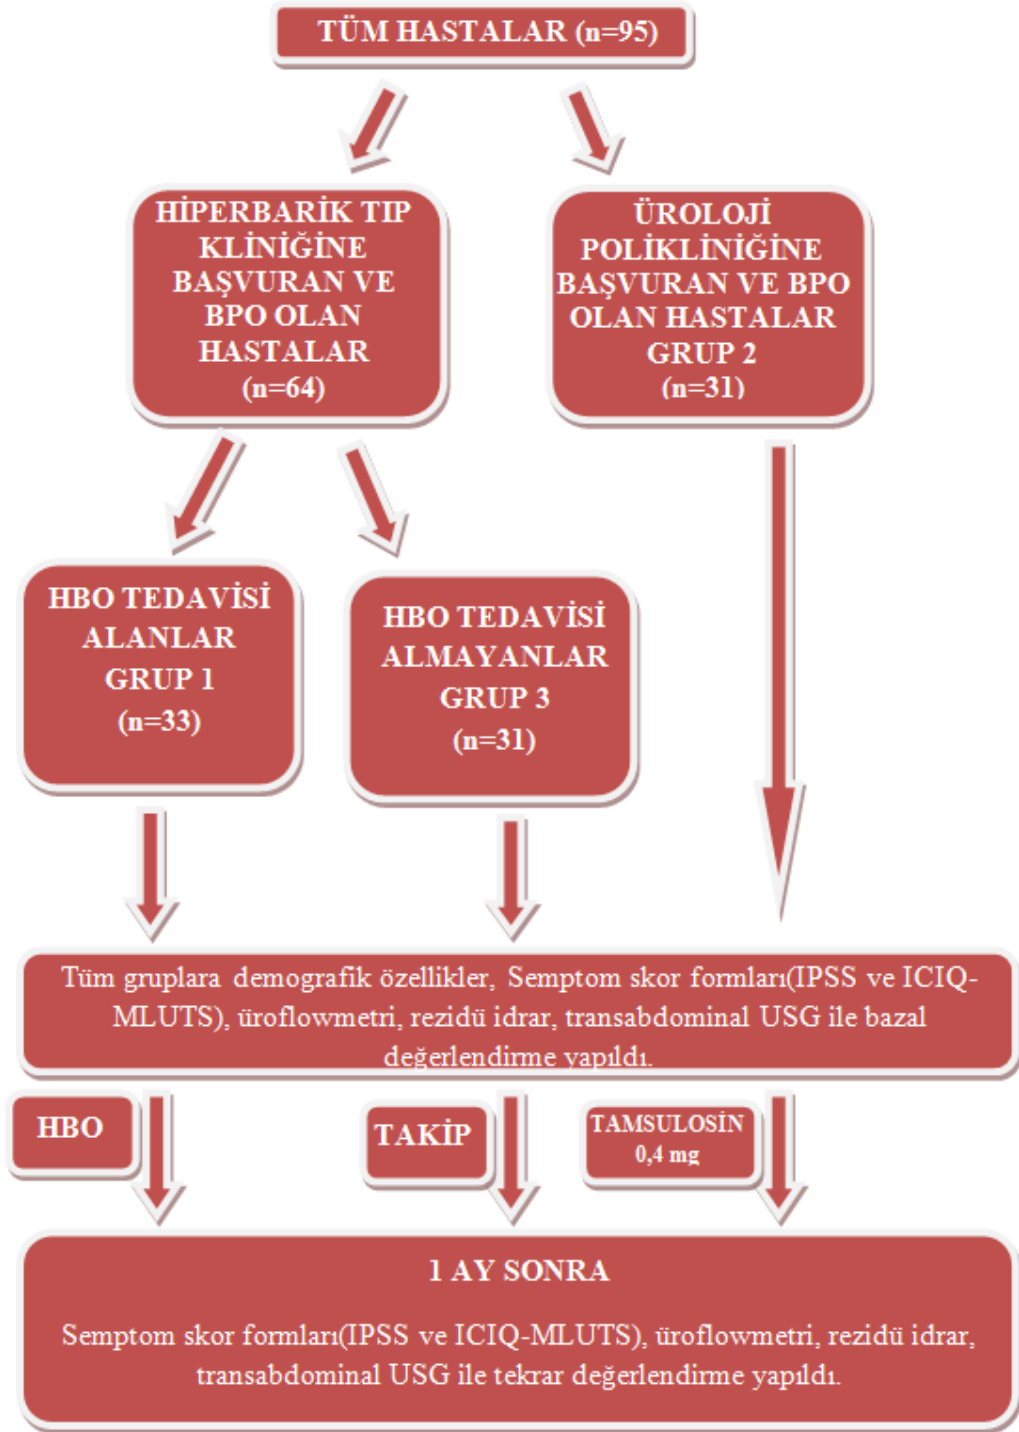 TÜM HASTALAR (n=95)
HİPERBARİK TIP
KLİNİĞİNE
BAŞVURAN VE
BPO OLAN
HASTALAR
(n=64)
ÜROLOJİ
POLİKLİNİĞİNE
BAŞVURAN VE BPO
OLAN HASTALAR
GRUP 2
(n=31)
HBO TEDAVİSİ
ALANLAR
GRUP 1
(n=33)
HBO TEDAVİSİ
ALMAYANLAR
GRUP 3
(n=31)
Tüm gruplara demografik özellikler, Semptom skor formları(IPSS ve ICIQ-
MLUTS), üroflowmetri, rezidü idrar, transabdominal USG ile bazal
değerlendirme yapıldı.
HBO
TAKİP
TAMSULOSİN
0,4 mg
1 AY SONRA
Semptom skor formları(IPSS ve ICIQ-MLUTS), üroflowmetri, rezidü idrar,
transabdominal USG ile tekrar değerlendirme yapıldı.